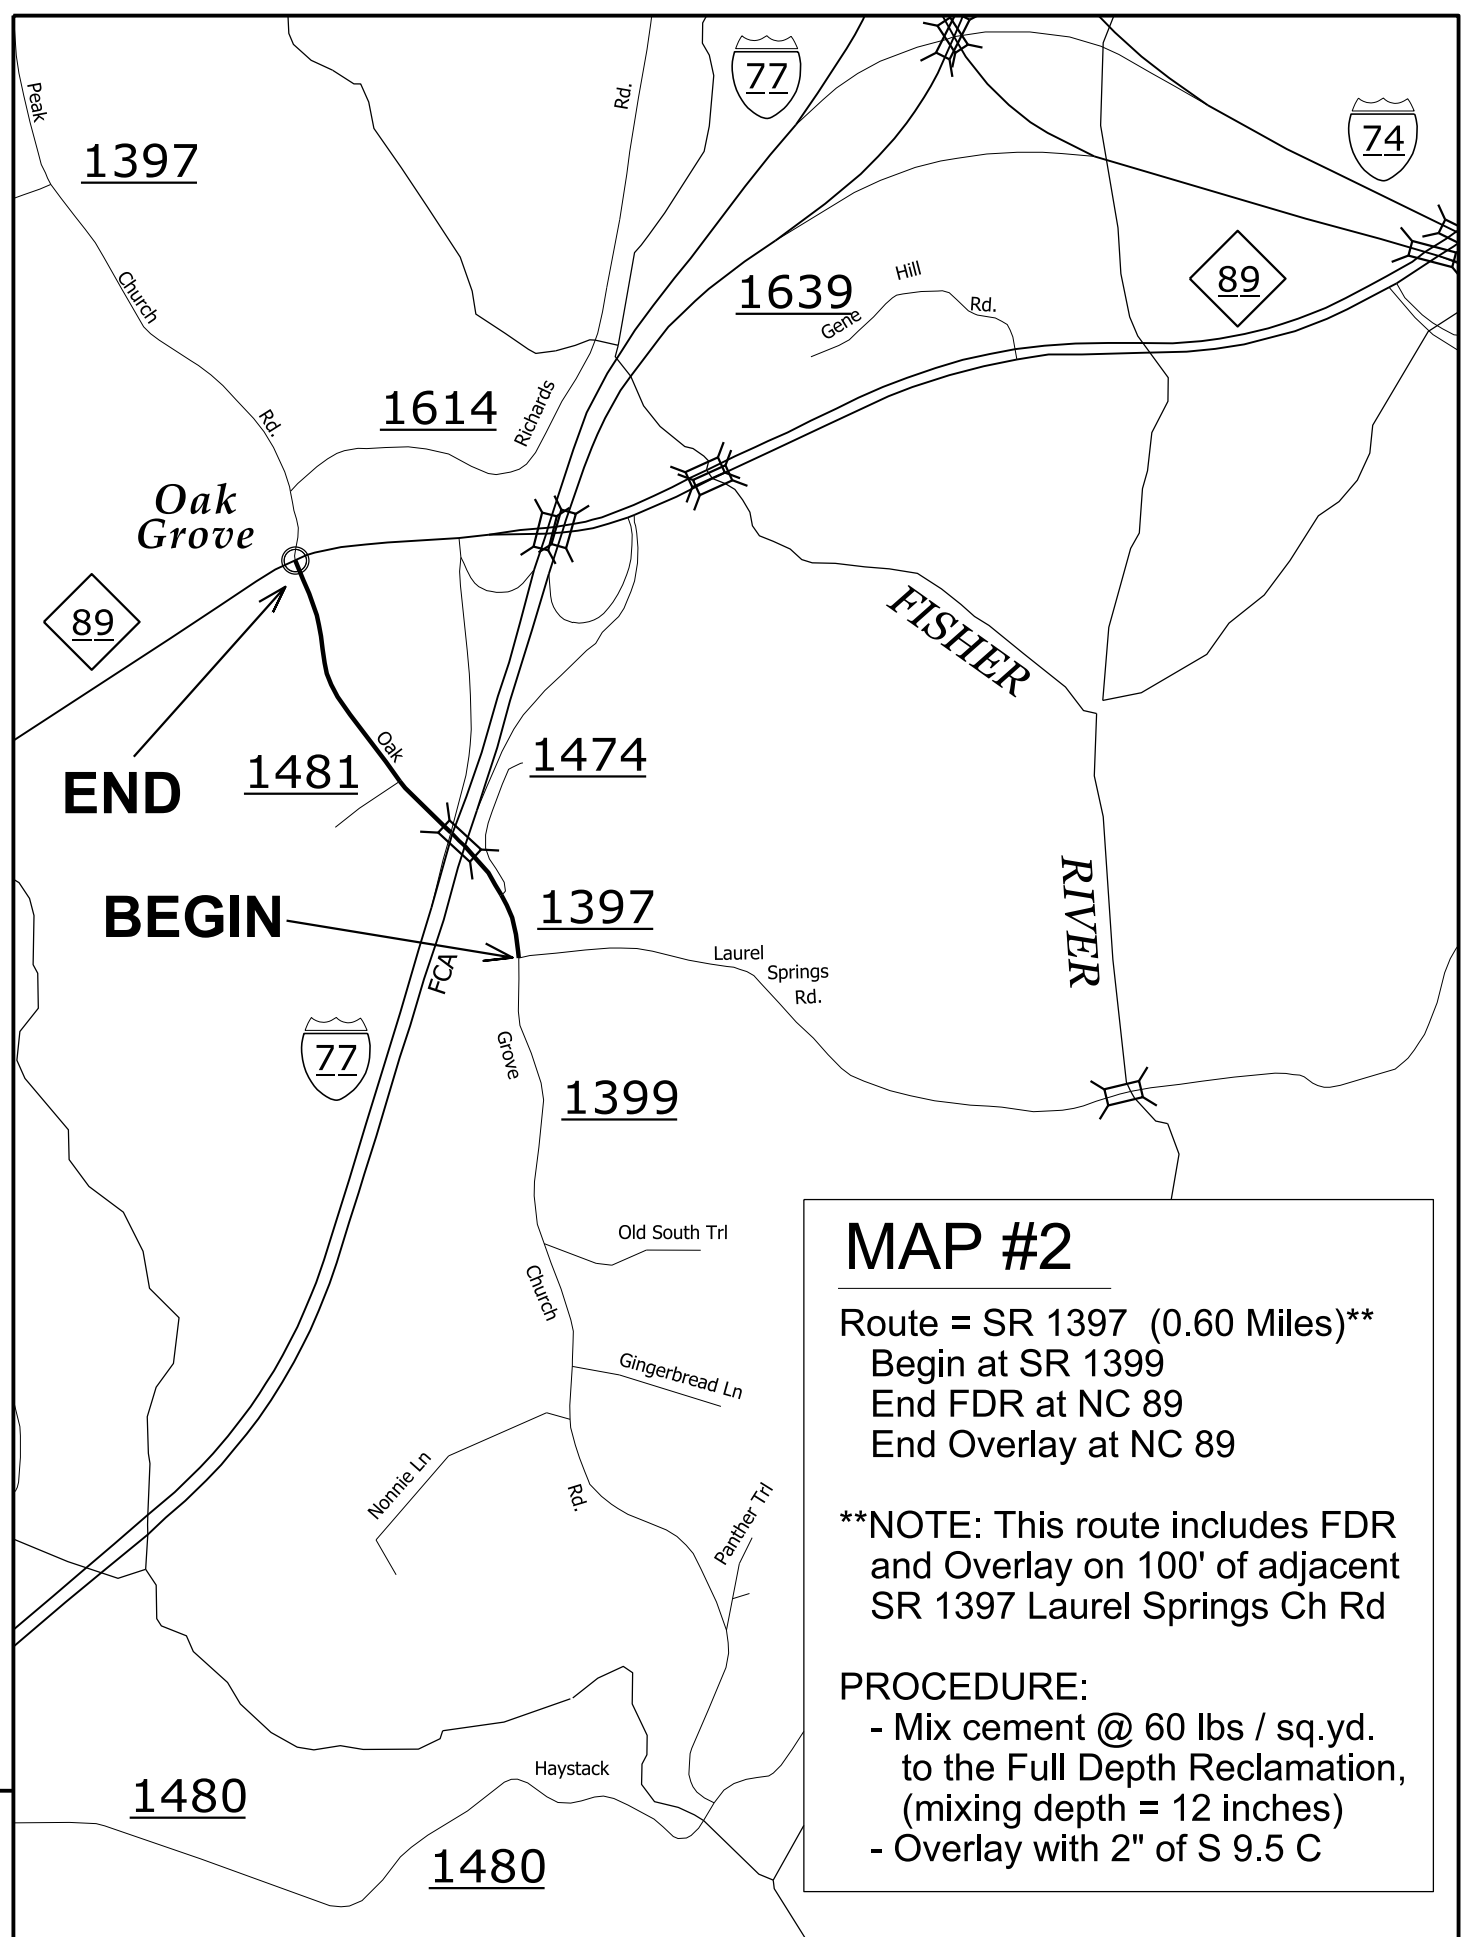 Peak
1397
Church
Rd.
77
74
Rd.
1639
Gene
Hill
Rd.
89
1614
Richards
Oak
Grove
89
END
1481
Oak
1474
FISHER
RIVER
BEGIN
1397
Laurel
Springs
Rd.
FCA
77
Grove
1399
Old South Trl
Church
Gingerbread Ln
Nonnie Ln
Rd.
Panther Trl
Haystack
1480
1480
MAP #2
Route = SR 1397 (0.60 Miles)**
Begin at SR 1399
End FDR at NC 89
End Overlay at NC 89
**NOTE: This route includes FDR
and Overlay on 100' of adjacent
SR 1397 Laurel Springs Ch Rd
PROCEDURE:
- Mix cement @ 60 lbs / sq.yd.
to the Full Depth Reclamation,
(mixing depth = 12 inches)
- Overlay with 2" of S 9.5 C